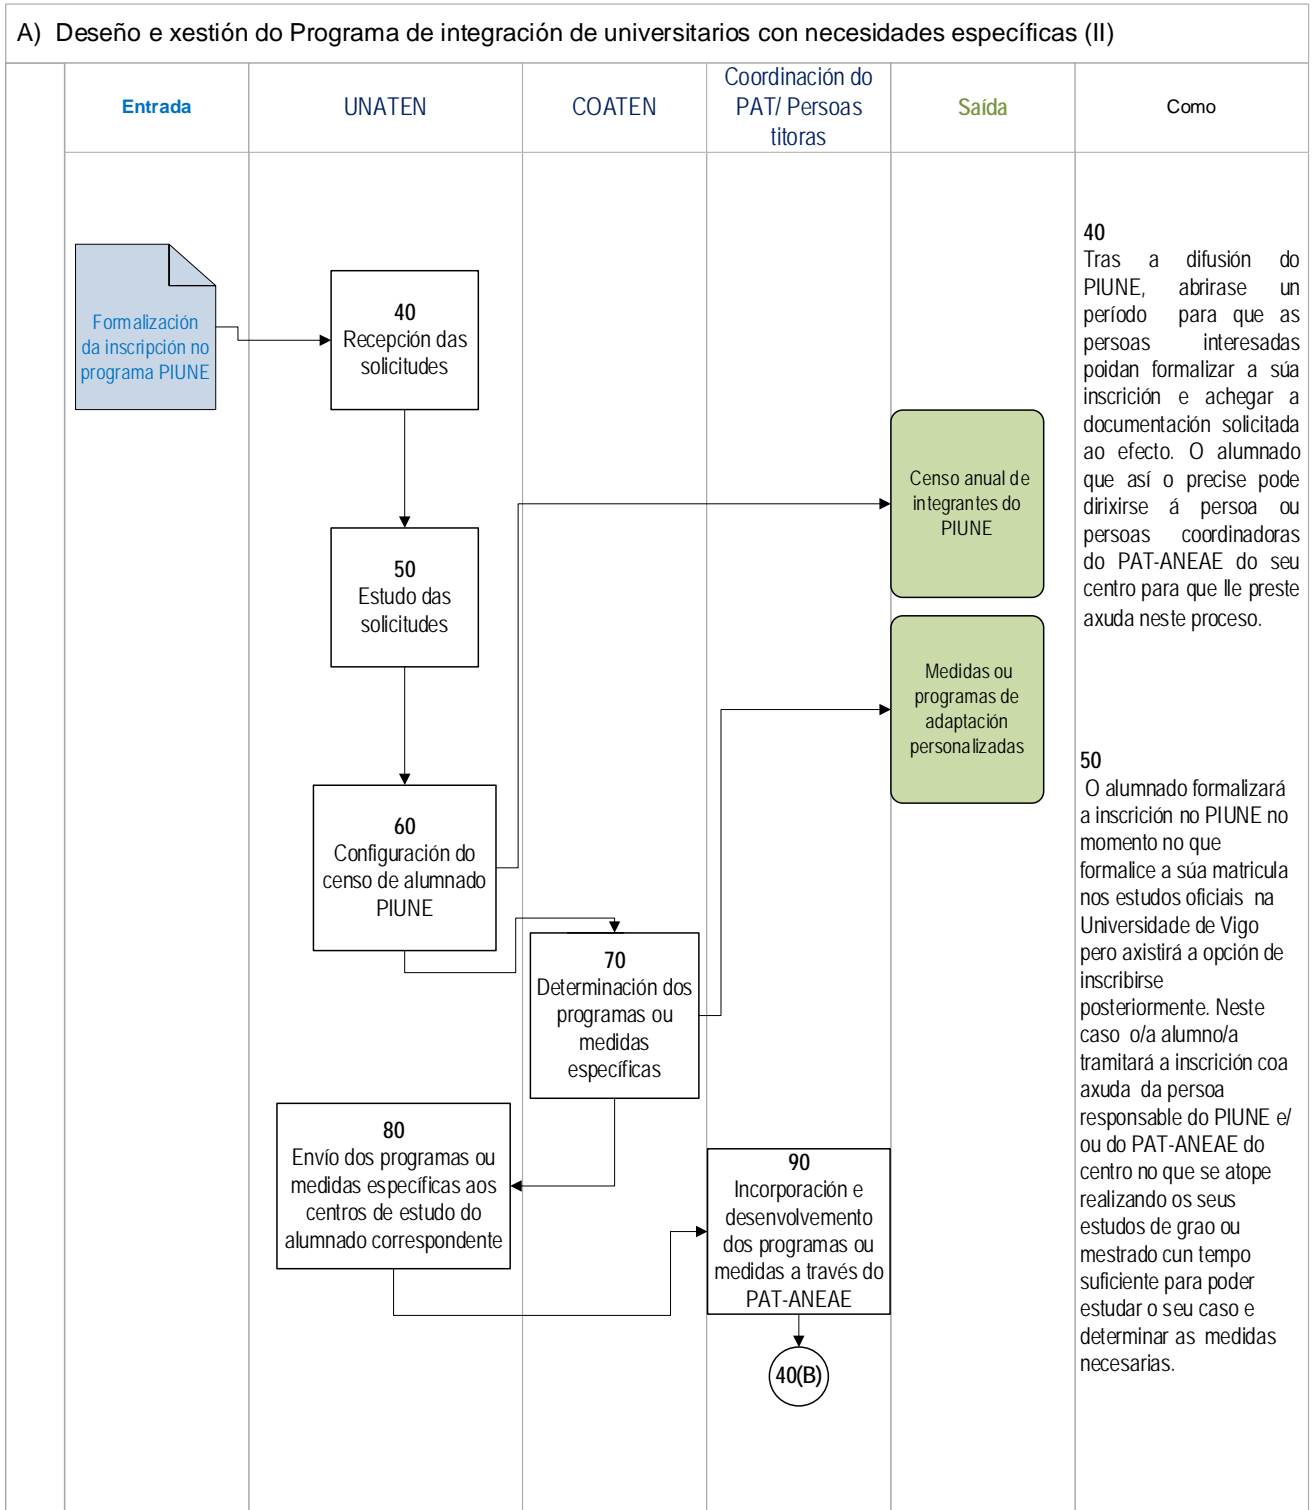 A) Deseño e xestión do Programa de integración de universitarios con necesidades específicas (II)
Entrada
UNATEN
COATEN
Coordinación do
PAT/ Persoas
titoras
Saída
Como
Formalización
da inscripción no
programa PIUNE
40
Recepción das
solicitudes
50
Estudo das
solicitudes
60
Configuración do
censo de alumnado
PIUNE
70
Determinación dos
programas ou
medidas
específicas
80
Envío dos programas ou
medidas específicas aos
centros de estudo do
alumnado correspondente
90
Incorporación e
desenvolvemento
dos programas ou
medidas a través do
PAT-ANEAE
40(B)
Censo anual de
integrantes do
PIUNE
Medidas ou
programas de
adaptación
personalizadas
40
Tras a difusión do
PIUNE, abrirase un
período para que as
persoas interesadas
poidan formalizar a súa
inscrición e achegar a
documentación solicitada
ao efecto. O alumnado
que así o precise pode
dirixirse á persoa ou
persoas coordinadoras
do PAT-ANEAE do seu
centro para que lle preste
axuda neste proceso.
50
O alumnado formalizará
a inscrición no PIUNE no
momento no que
formalice a súa matricula
nos estudos oficiais na
Universidade de Vigo
pero axistirá a opción de
inscribirse
posteriormente. Neste
caso o/a alumno/a
tramitará a inscrición coa
axuda da persoa
responsable do PIUNE e/
ou do PAT-ANEAE do
centro no que se atope
realizando os seus
estudos de grao ou
mestrado cun tempo
suficiente para poder
estudar o seu caso e
determinar as medidas
necesarias.